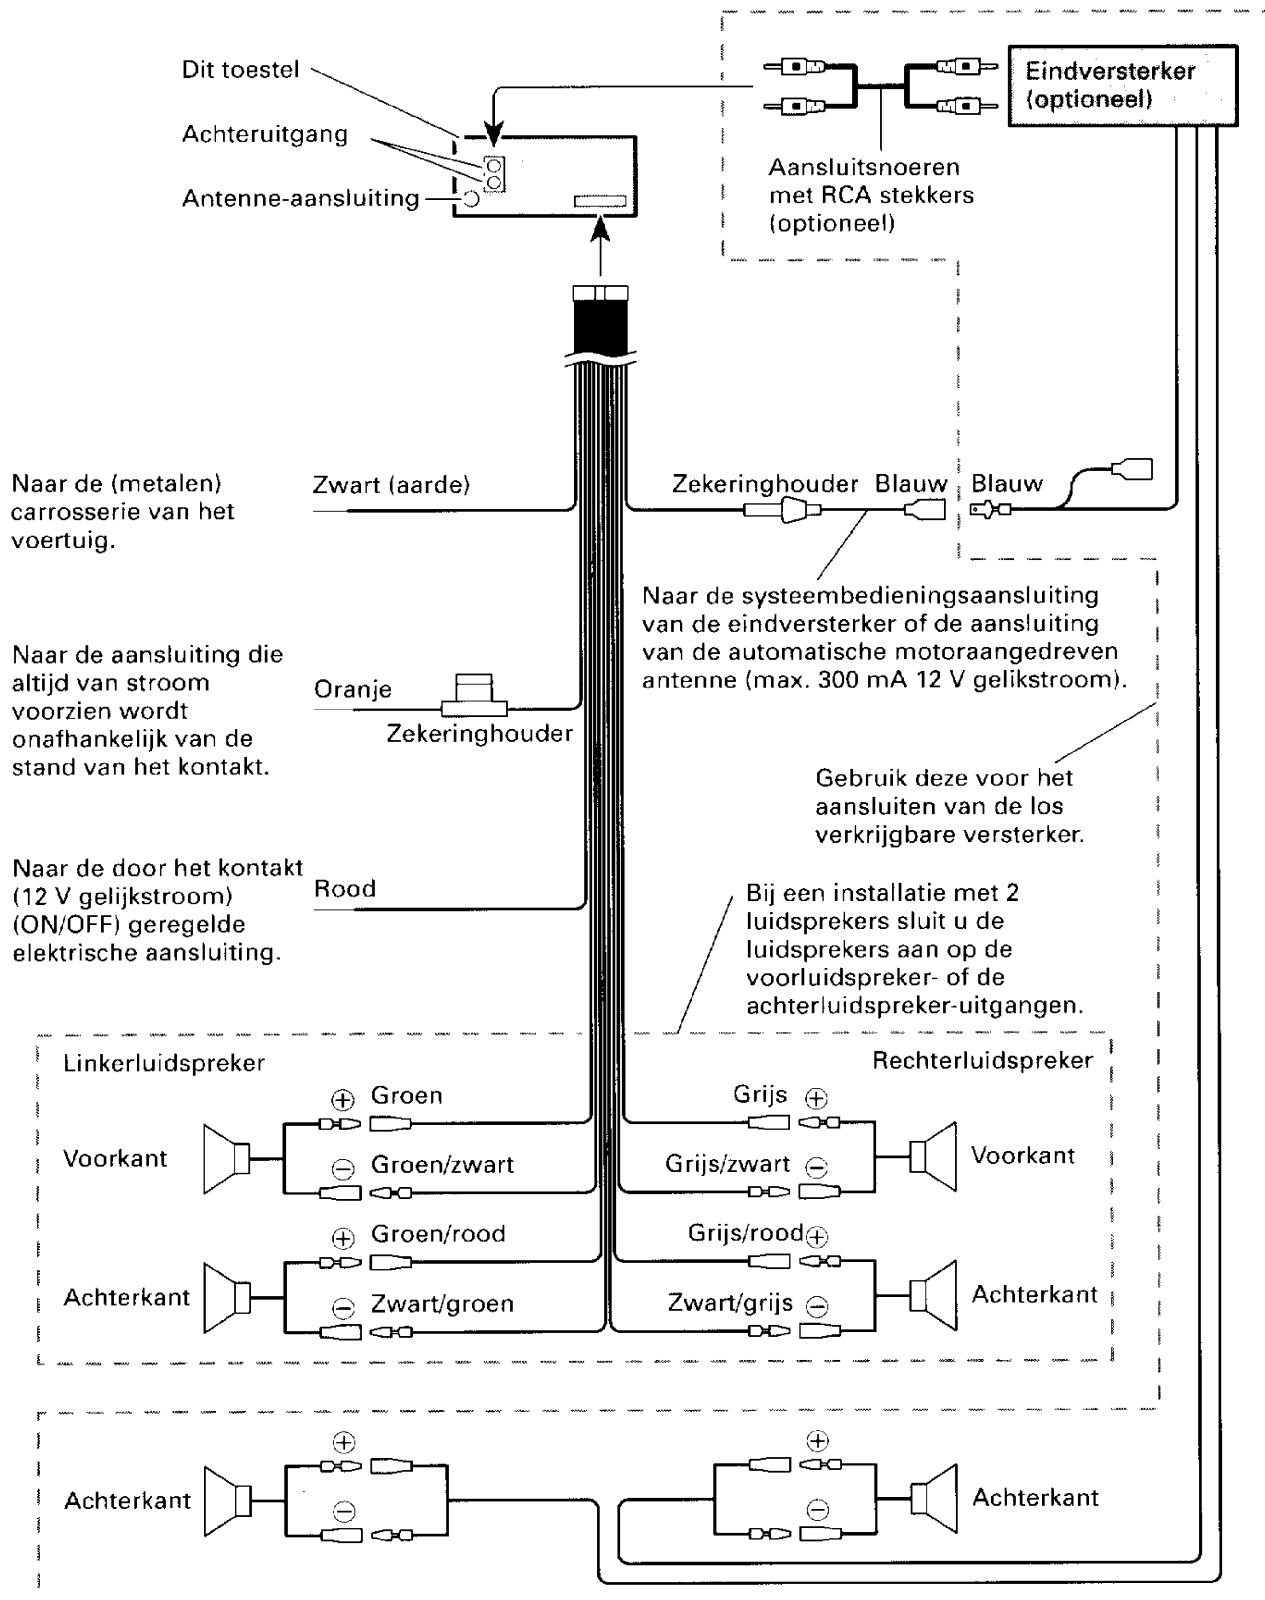 Dit toestel
Achteruitgang
Antenne-aansluiting
Eindversterker
(optioneel)
Aansluitsnoeren
met RCA stekkers
(optioneel)
Naar de (metalen)
carrosserie van het
voertuig.
Zwart (aarde)
Zekeringhouder
Blauw
Blauw
Naar de systeembedieningsaansluiting
van de eindversterker of de aansluiting
van de automatische motoraangedreven
antenne (max. 300 mA 12 V gelikstroom).
Naar de aansluiting die
altijd van stroom
voorzien wordt
onafhankelijk van de
stand van het kontakt.
Oranje
Zekeringhouder
Gebruik deze voor het
aansluiten van de los
verkrijgbare versterker.
Naar de door het kontakt
(12 V gelijkstroom)
(ON/OFF) geregelde
elektrische aansluiting.
Rood
Bij een installatie met 2
luidsprekers sluit u de
luidsprekers aan op de
voorluidspreker- of de
achterluidspreker-uitgangen.
Linkerluidspreker
Rechterluidspreker
⊕ Groen
Grijs ⊕
Voorkant
⊖ Groen/zwart
Grijs/zwart ⊖
Voorkant
⊕ Groen/rood
Grijs/rood ⊕
Achterkant
⊖ Zwart/groen
Zwart/grijs ⊖
Achterkant
⊕
⊕
Achterkant
⊖
⊖
Achterkant